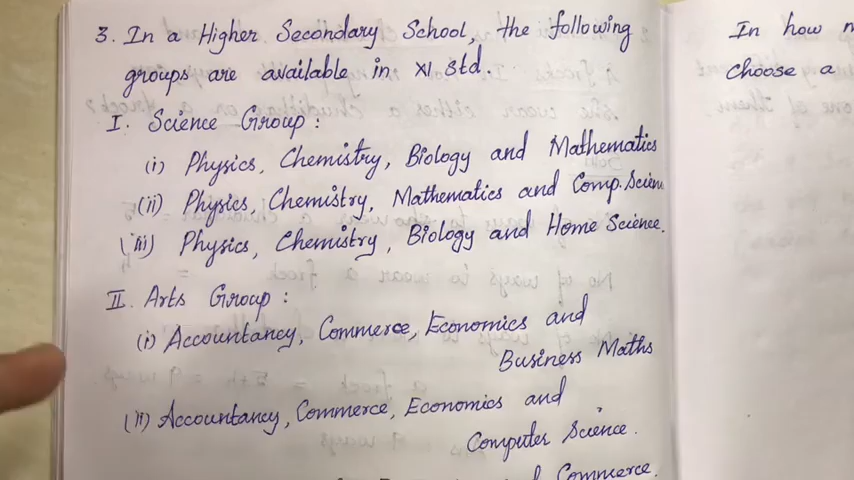 3. In a Higher Secondary School, the following
groups are available in XI Std.
I. Science Group :
(i) Physics, Chemistry, Biology and Mathematics
(ii) Physics, Chemistry, Mathematics and Comp. Scien
(iii) Physics, Chemistry, Biology and Home Science.
II. Arts Group :
(i) Accountancy, Commerce, Economics and
Business Maths
(ii) Accountancy, Commerce, Economics and
Computer Science.
Commerce.
In how
choose a